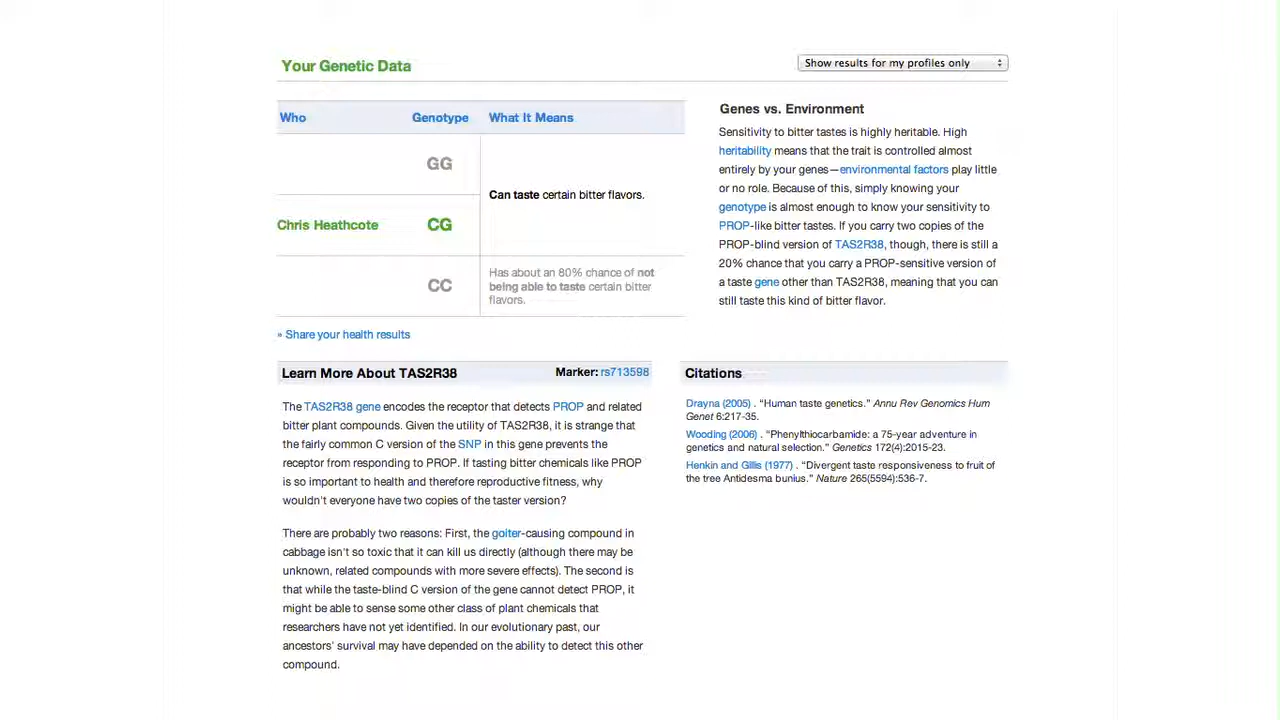 Your Genetic Data
Show results for my profiles only
Who Genotype What It Means
GG
Can taste certain bitter flavors.
Chris Heathcote CG
CC
Has about an 80% chance of not
being able to taste certain bitter
flavors.
» Share your health results
Genes vs. Environment
Sensitivity to bitter tastes is highly heritable. High
heritability means that the trait is controlled almost
entirely by your genes—environmental factors play little
or no role. Because of this, simply knowing your
genotype is almost enough to know your sensitivity to
PROP-like bitter tastes. If you carry two copies of the
PROP-blind version of TAS2R38, though, there is still a
20% chance that you carry a PROP-sensitive version of
a taste gene other than TAS2R38, meaning that you can
still taste this kind of bitter flavor.
Learn More About TAS2R38 Marker: rs713598
The TAS2R38 gene encodes the receptor that detects PROP and related
bitter plant compounds. Given the utility of TAS2R38, it is strange that
the fairly common C version of the SNP in this gene prevents the
receptor from responding to PROP. If tasting bitter chemicals like PROP
is so important to health and therefore reproductive fitness, why
wouldn't everyone have two copies of the taster version?
There are probably two reasons: First, the goiter-causing compound in
cabbage isn't so toxic that it can kill us directly (although there may be
unknown, related compounds with more severe effects). The second is
that while the taste-blind C version of the gene cannot detect PROP, it
might be able to sense some other class of plant chemicals that
researchers have not yet identified. In our evolutionary past, our
ancestors' survival may have depended on the ability to detect this other
compound.
Citations
Drayna (2005) . "Human taste genetics." Annu Rev Genomics Hum
Genet 6:217-35.
Wooding (2006) . "Phenylthiocarbamide: a 75-year adventure in
genetics and natural selection." Genetics 172(4):2015-23.
Henkin and Gillis (1977) . "Divergent taste responsiveness to fruit of
the tree Antidesma bunius." Nature 265(5594):536-7.